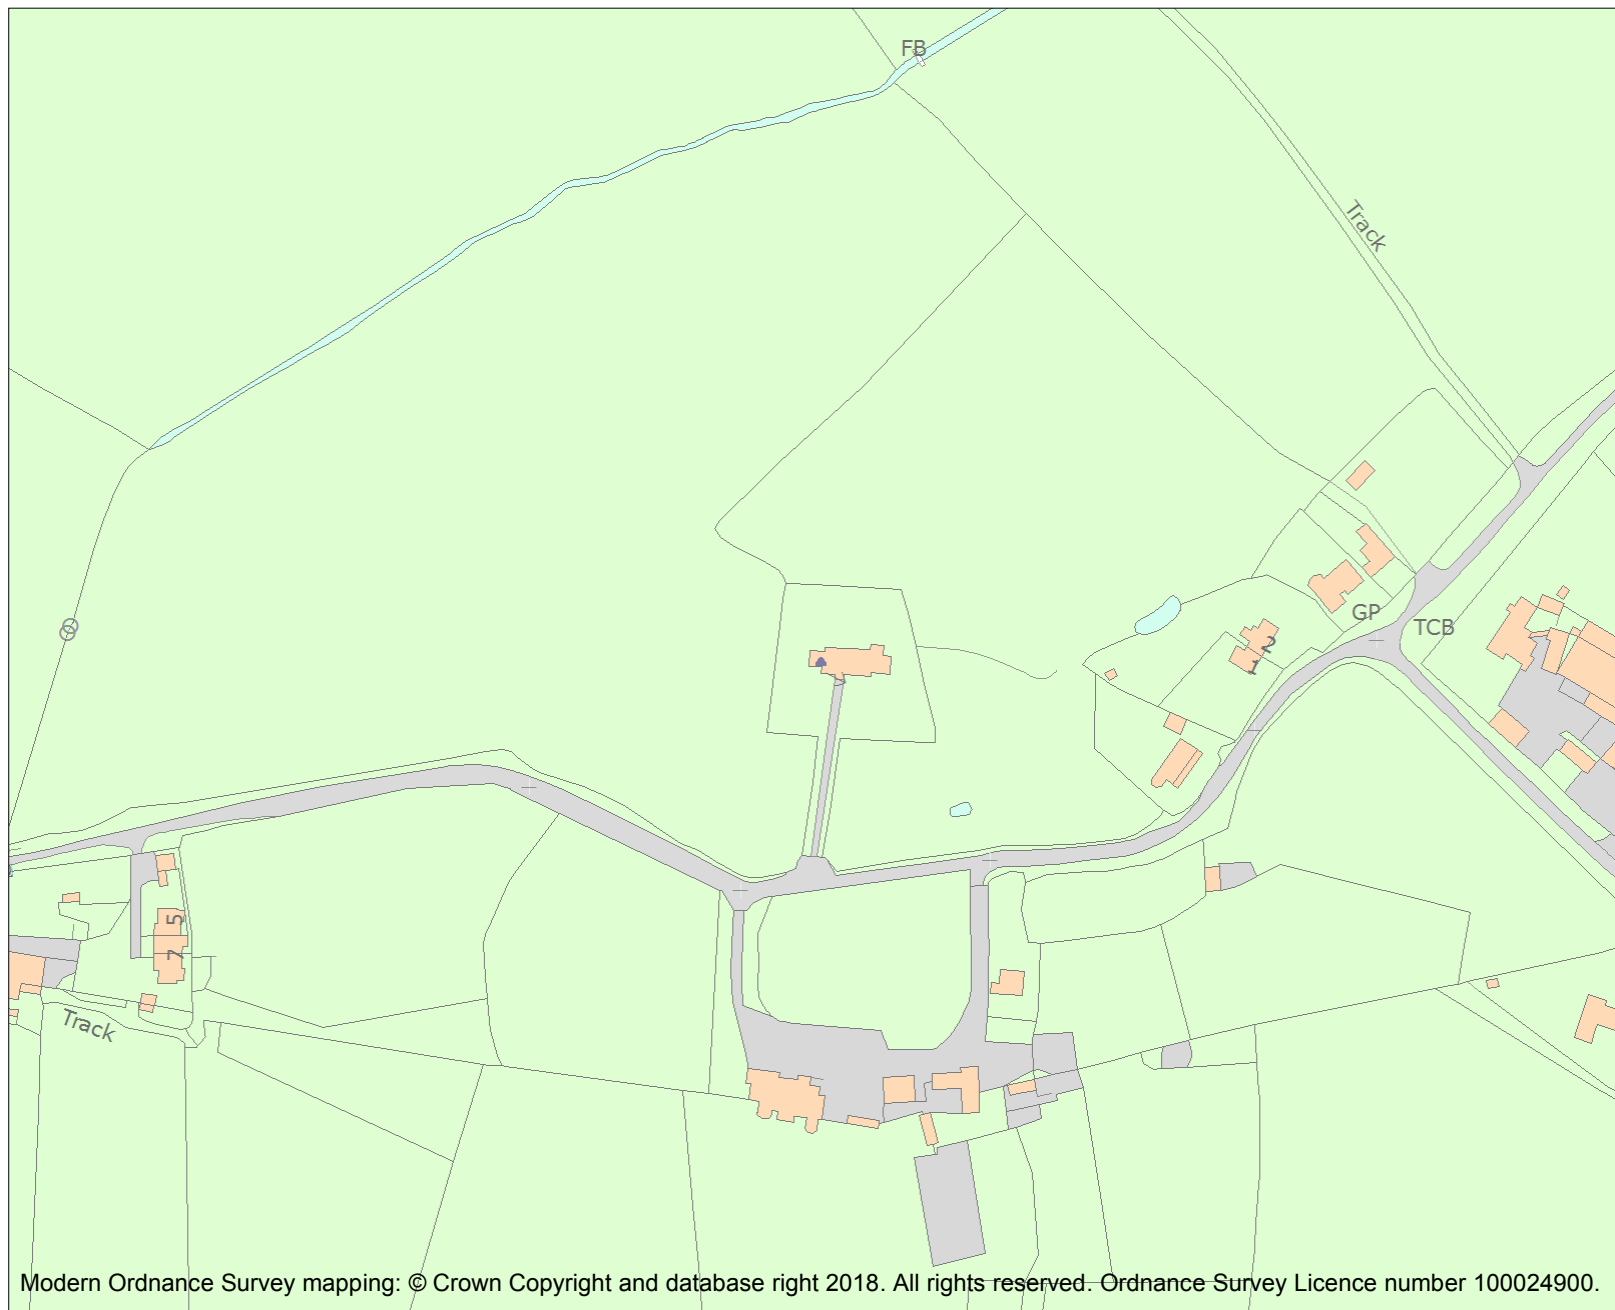 FB
Track
GP
TCB
2
1
5
7
Track
Modern Ordnance Survey mapping: © Crown Copyright and database right 2018. All rights reserved. Ordnance Survey Licence number 100024900.